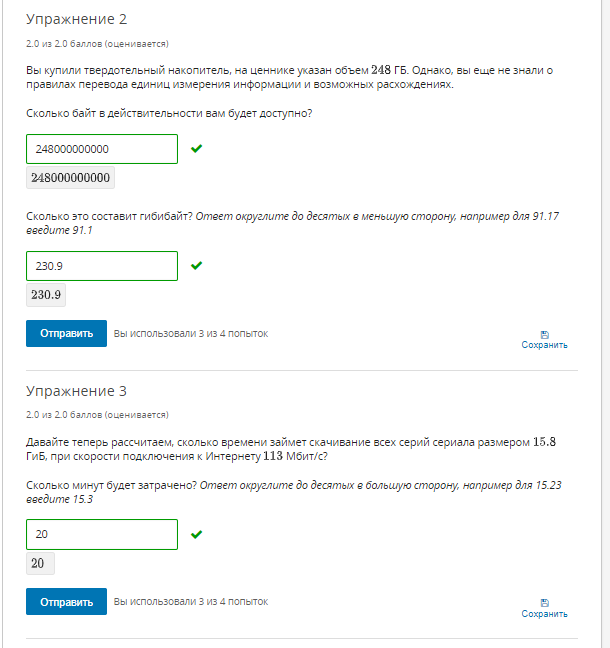 Упражнение 2
2.0 из 2.0 баллов (оценивается)
Вы купили твердотельный накопитель, на ценнике указан объем 248 ГБ. Однако, вы еще не знали о
правилах перевода единиц измерения информации и возможных расхождениях.
Сколько байт в действительности вам будет доступно?
248000000000
248000000000
Сколько это составит гибибайт? Ответ округлите до десятых в меньшую сторону, например для 91.17
введите 91.1
230.9
230.9
Отправить Вы использовали 3 из 4 попыток
Сохранить
Упражнение 3
2.0 из 2.0 баллов (оценивается)
Давайте теперь рассчитаем, сколько времени займет скачивание всех серий сериала размером 15.8
ГиБ, при скорости подключения к Интернету 113 Мбит/с?
Сколько минут будет затрачено? Ответ округлите до десятых в большую сторону, например для 15.23
введите 15.3
20
20
Отправить Вы использовали 3 из 4 попыток
Сохранить